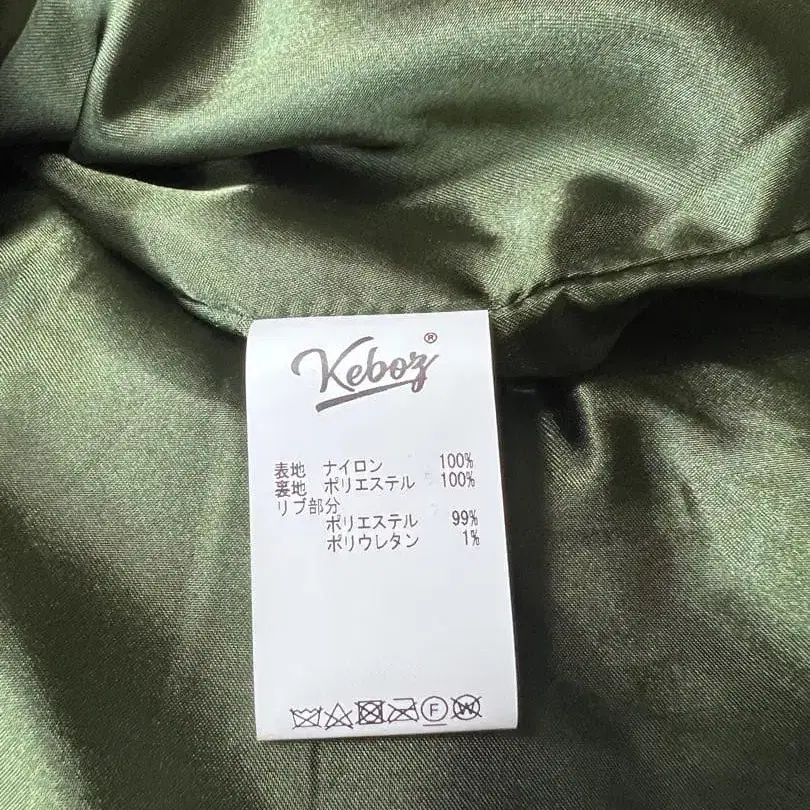 Keboz®
表地 ナイロン 100%
裏地 ポリエステル 100%
リブ部分
ポリエステル 99%
ポリウレタン 1%
F W